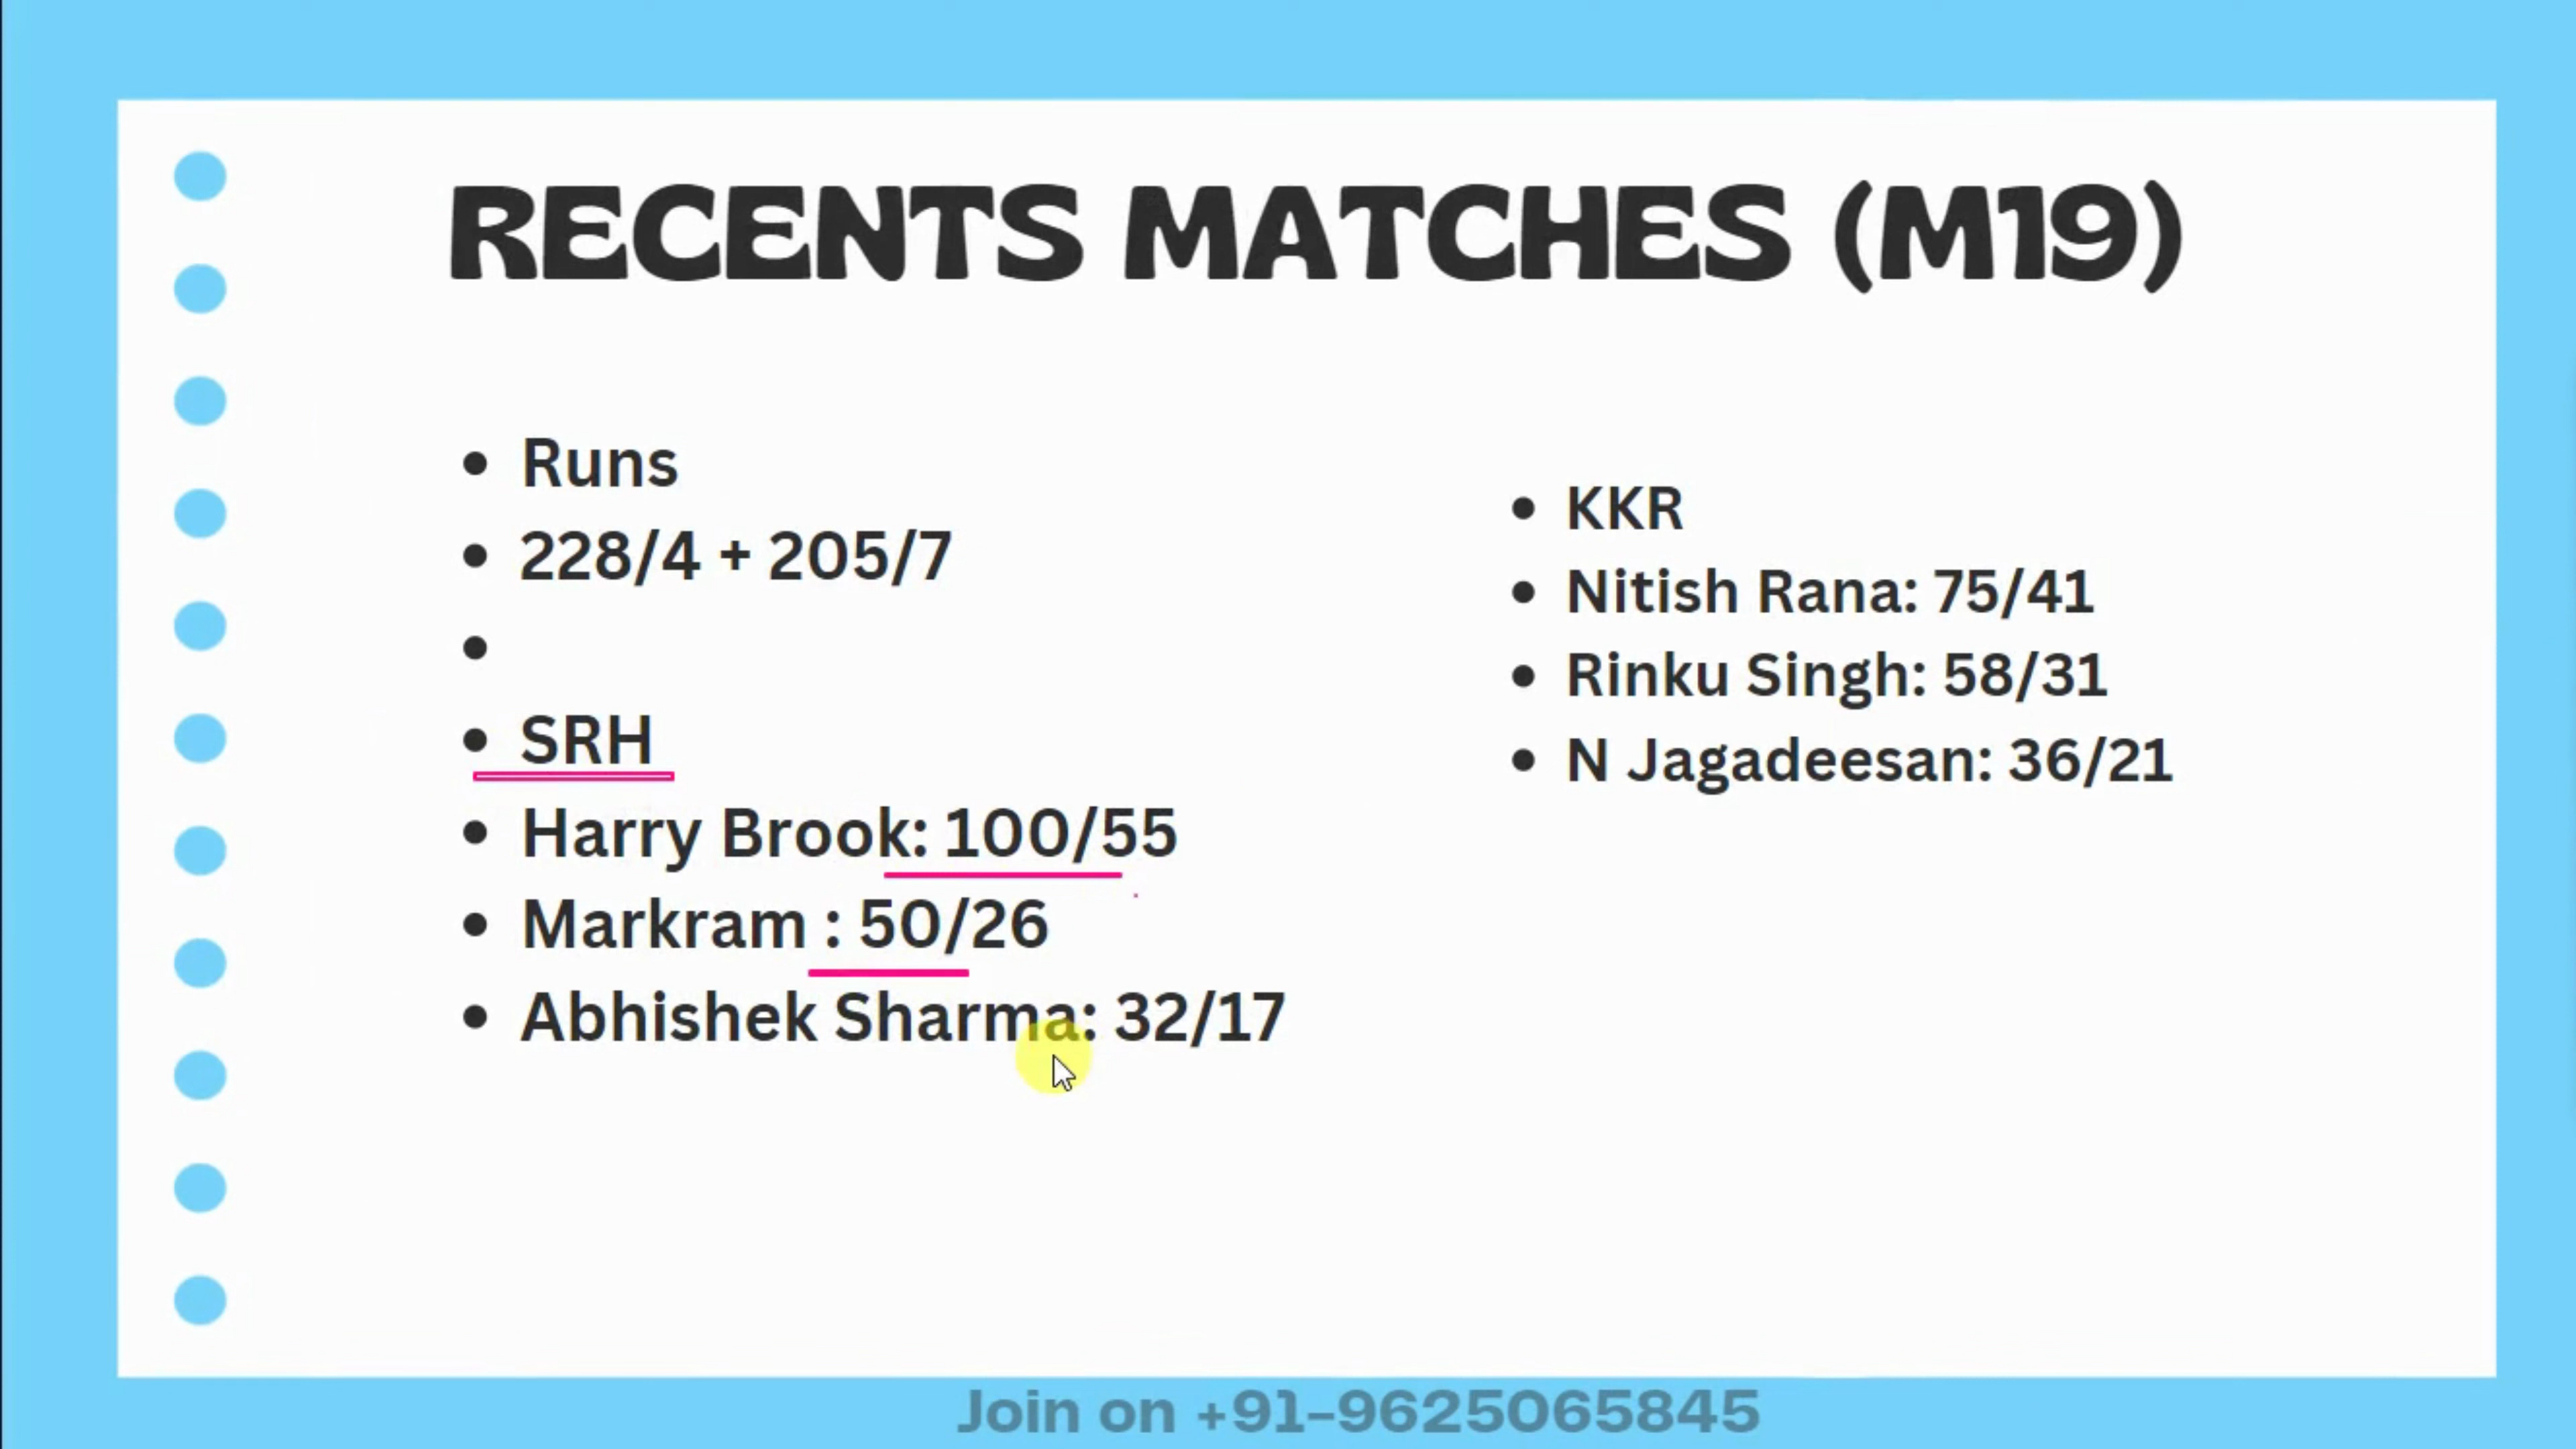 RECENTS MATCHES (M19)
Runs
228/4 + 205/7
SRH
Harry Brook: 100/55
Markram : 50/26
Abhishek Sharma: 32/17
KKR
Nitish Rana: 75/41
Rinku Singh: 58/31
N Jagadeesan: 36/21
Join on +91-9625065845